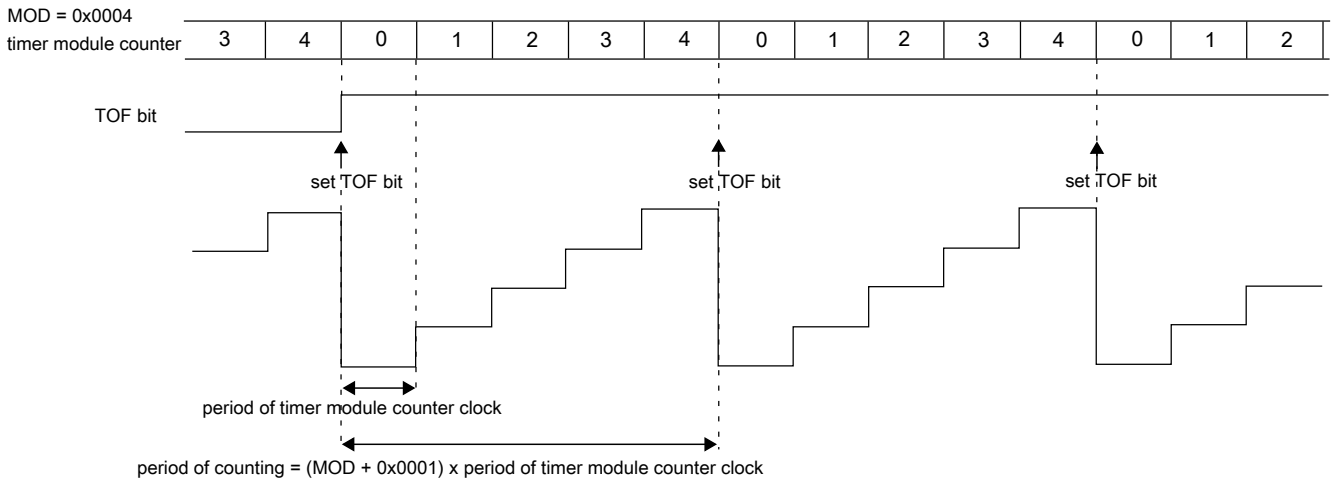 MOD = 0x0004
timer module counter 3 4 0 1 2 3 4 0 1 2 3 4 0 1 2
TOF bit
set TOF bit set TOF bit set TOF bit
period of timer module counter clock
period of counting = (MOD + 0x0001) x period of timer module counter clock